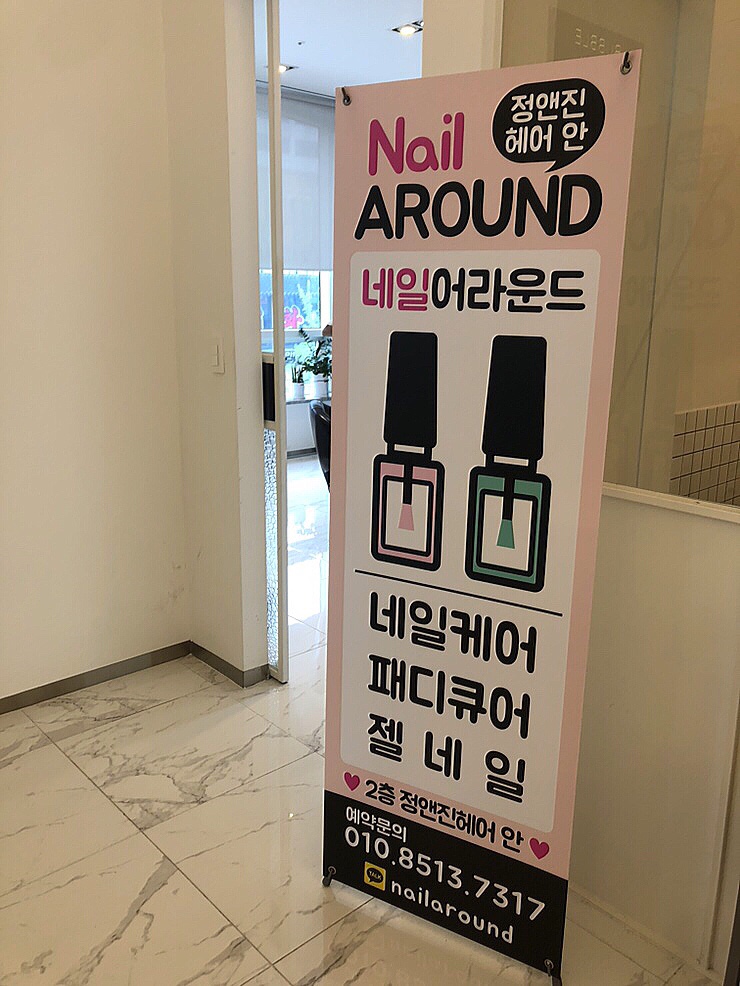 Nail
정앤진
헤어 안
AROUND
네일어라운드
네일케어
패디큐어
젤 네 일
2층 정앤진헤어 안
예약문의
010.8513.7317
TALK
nailaround